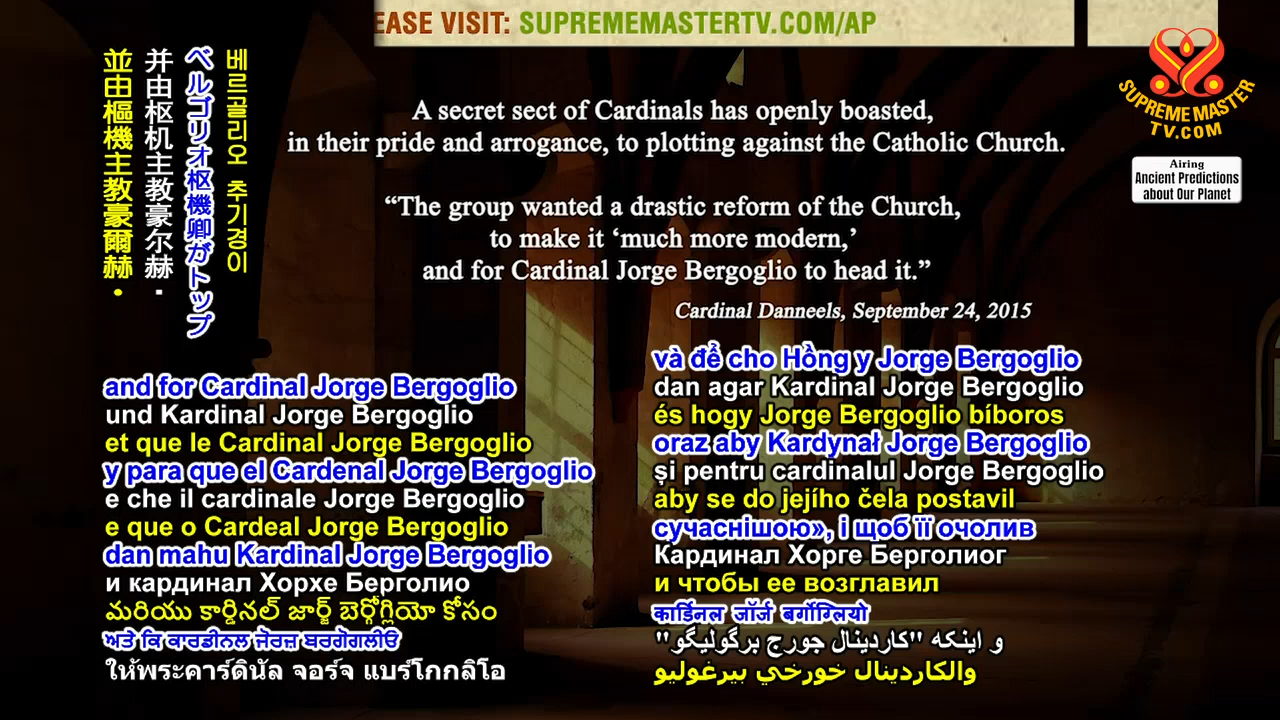 EASE VISIT: SUPREMEMASTERTV.COM/AP
SUPREME MASTER
TV.COM
Airing
Ancient Predictions
about Our Planet
A secret sect of Cardinals has openly boasted,
in their pride and arrogance, to plotting against the Catholic Church.
“The group wanted a drastic reform of the Church,
to make it ‘much more modern,’
and for Cardinal Jorge Bergoglio to head it.”
Cardinal Danneels, September 24, 2015
並由樞機主教豪爾赫·
并由枢机主教豪尔赫·
ベルゴリオ枢機卿がトップ
베르골리오 추기경이
and for Cardinal Jorge Bergoglio
und Kardinal Jorge Bergoglio
et que le Cardinal Jorge Bergoglio
y para que el Cardenal Jorge Bergoglio
e che il cardinale Jorge Bergoglio
e que o Cardeal Jorge Bergoglio
dan mahu Kardinal Jorge Bergoglio
и кардинал Хорхе Берголио
మరియు కార్డినల్ జార్జ్ బెర్గోగ్లియో కోసం
ਅਤੇ ਕਿ ਕਾਰਡੀਨਲ ਜੋਰਜ਼ ਬਰਗੋਗਲੀਓ
ให้พระคาร์ดินัล จอร์จ แบร์โกกลิโอ
và để cho Hồng y Jorge Bergoglio
dan agar Kardinal Jorge Bergoglio
és hogy Jorge Bergoglio bíboros
oraz aby Kardynał Jorge Bergoglio
și pentru cardinalul Jorge Bergoglio
aby se do jejího čela postavil
сучаснішою», і щоб її очолив
Кардинал Хорге Берголиог
и чтобы ее возглавил
कार्डिनल जॉर्ज बर्गोग्लियो
و اینکه "کاردینال جورج برگولیگو"
والكاردينال خورخي بيرغوليو